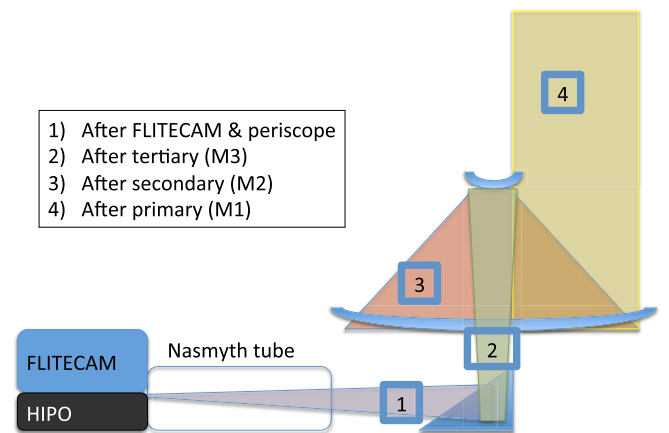 1) After FLITECAM & periscope
2) After tertiary (M3)
3) After secondary (M2)
4) After primary (M1)
4
3
2
Nasmyth tube
FLITECAM
1
HIPO